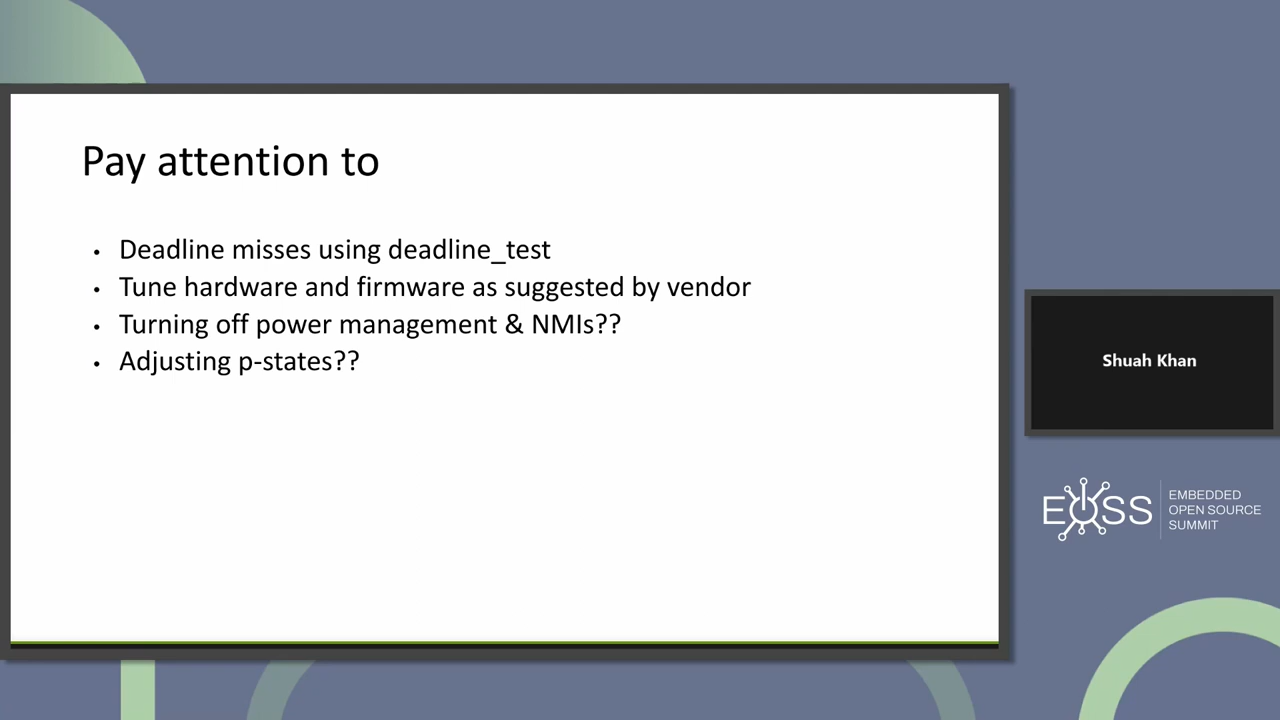 Pay attention to
• Deadline misses using deadline_test
• Tune hardware and firmware as suggested by vendor
• Turning off power management & NMIs??
• Adjusting p-states??
Shuah Khan
EOSS
EMBEDDED
OPEN SOURCE
SUMMIT